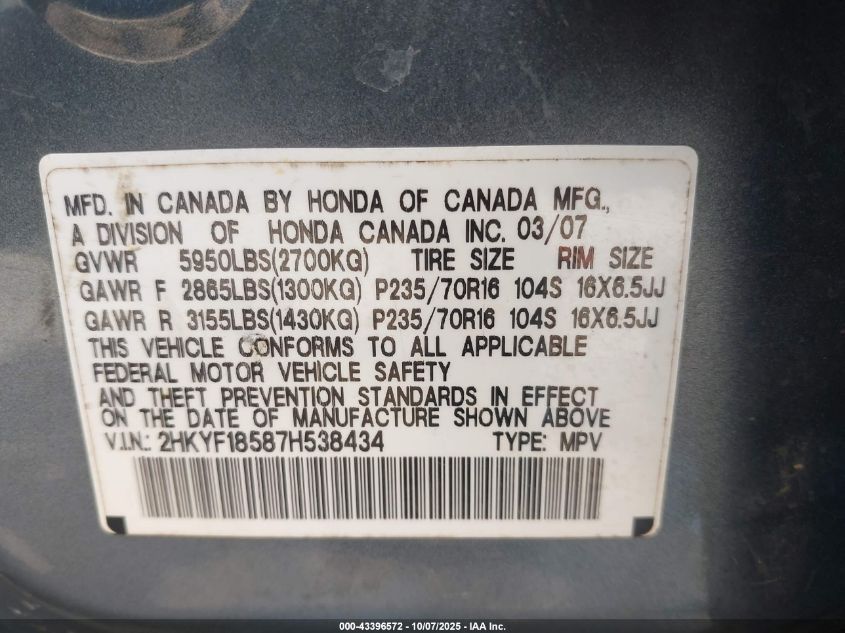 MFD. IN CANADA BY HONDA OF CANADA MFG.,
A DIVISION OF HONDA CANADA INC. 03/07
GVWR 5950LBS(2700KG) TIRE SIZE RIM SIZE
GAWR F 2865LBS(1300KG) P235/70R16 104S 16X6.5JJ
GAWR R 3155LBS(1430KG) P235/70R16 104S 16X6.5JJ
THIS VEHICLE CONFORMS TO ALL APPLICABLE
FEDERAL MOTOR VEHICLE SAFETY
AND THEFT PREVENTION STANDARDS IN EFFECT
ON THE DATE OF MANUFACTURE SHOWN ABOVE
V.I.N.: 2HKYF18587H538434 TYPE: MPV
000-43396572 - 10/07/2025 - IAA Inc.